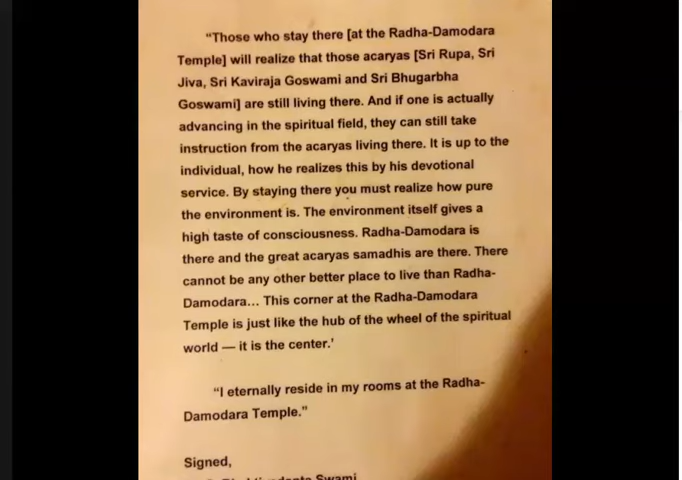 "Those who stay there [at the Radha-Damodara
Temple] will realize that those acaryas [Sri Rupa, Sri
Jiva, Sri Kaviraja Goswami and Sri Bhugarbha
Goswami] are still living there. And if one is actually
advancing in the spiritual field, they can still take
instruction from the acaryas living there. It is up to the
individual, how he realizes this by his devotional
service. By staying there you must realize how pure
the environment is. The environment itself gives a
high taste of consciousness. Radha-Damodara is
there and the great acaryas samadhis are there. There
cannot be any other better place to live than Radha-
Damodara... This corner at the Radha-Damodara
Temple is just like the hub of the wheel of the spiritual
world — it is the center.'
"I eternally reside in my rooms at the Radha-
Damodara Temple."
Signed,
Swami